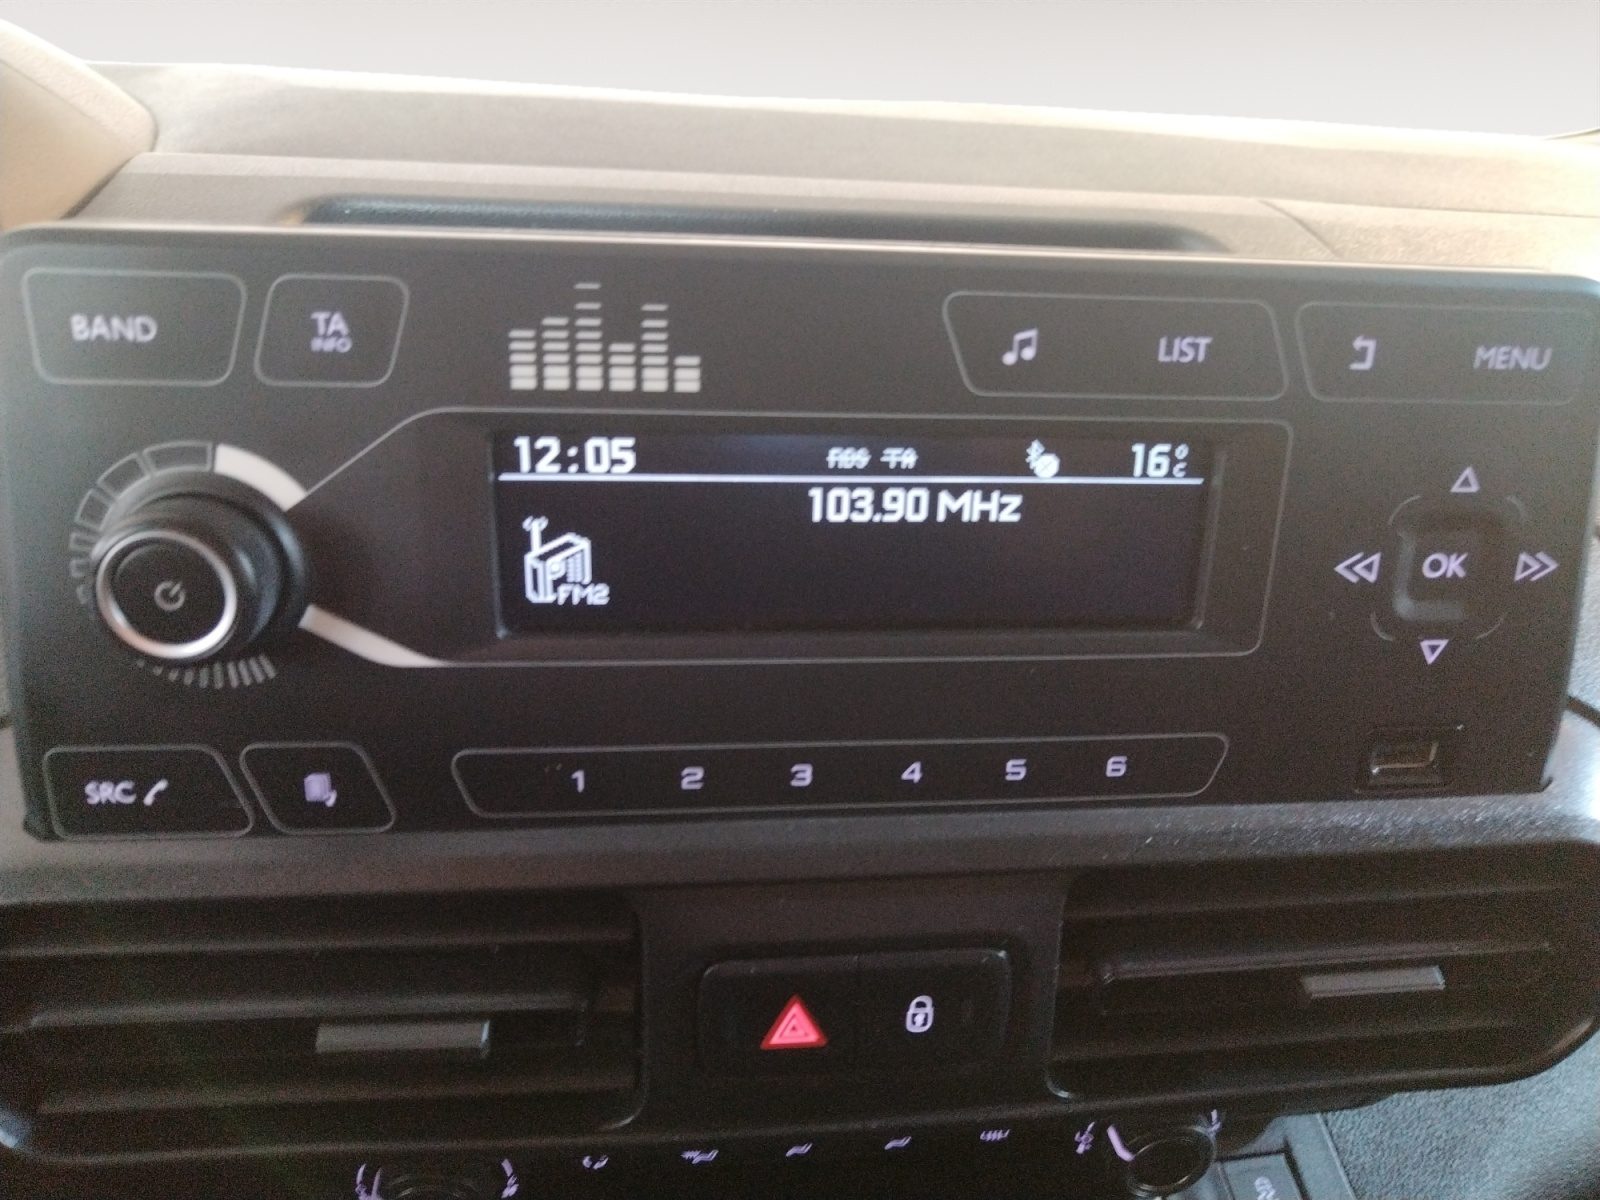 BAND TA INFO LIST MENU
12:05 RDS TA 16°C
103.90 MHz
FM2
OK
SRC 1 2 3 4 5 6